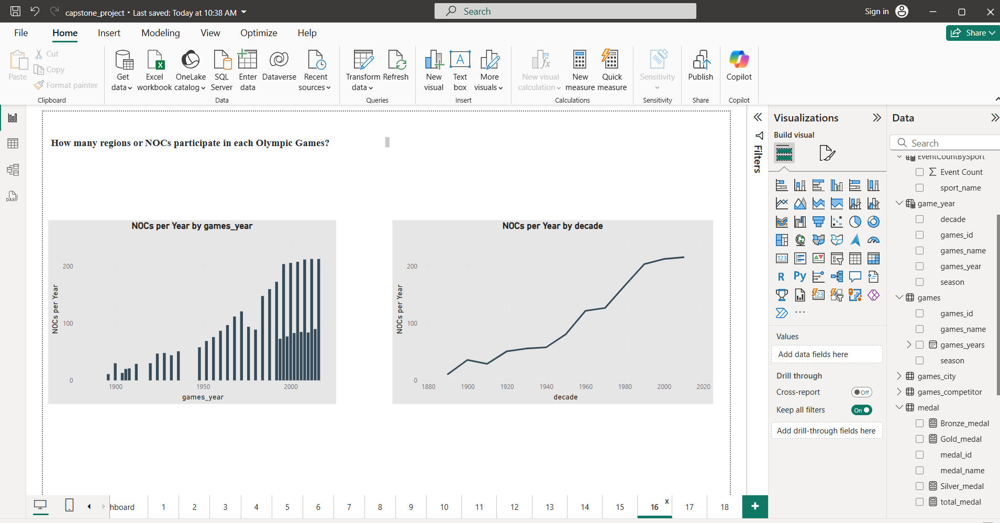 capstone_project • Last saved: Today at 10:38 AM
Search
Sign in
File Home Insert Modeling View Optimize Help
Share
Paste
Cut
Copy
Format painter
Clipboard
Get data
Excel workbook
OneLake catalog
SQL Server
Enter data
Dataverse
Recent sources
Data
Transform data
Refresh
Queries
New visual
Text box
More visuals
Insert
New visual calculation
New measure
Quick measure
Calculations
Sensitivity
Sensitivity
Publish
Share
Copilot
Copilot
DAX
How many regions or NOCs participate in each Olympic Games?
NOCs per Year by games_year
NOCs per Year
200
100
0
1900 1950 2000
games_year
NOCs per Year by decade
NOCs per Year
200
100
0
1880 1900 1920 1940 1960 1980 2000 2020
decade
Filters
Visualizations
Build visual
123
R
Py
123
...
Values
Add data fields here
Drill through
Cross-report
Off
Keep all filters
On
Add drill-through fields here
Data
Search
EventCountBySport
Event Count
sport_name
game_year
decade
games_id
games_name
games_year
season
games
games_id
games_name
games_years
season
games_city
games_competitor
medal
Bronze_medal
Gold_medal
medal_id
medal_name
Silver_medal
total_medal
hboard 1 2 3 4 5 6 7 8 9 10 11 12 13 14 15 16 x 17 18 +